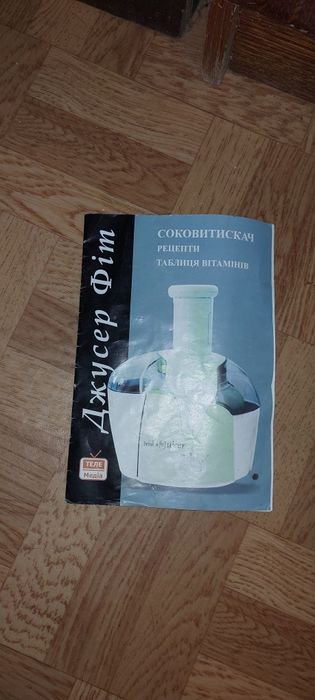 Джусер Фіт
СОКОВИТИСКАЧ
РЕЦЕПТИ
ТАБЛИЦЯ ВІТАМІНІВ
ТЕЛЕ
Медіа